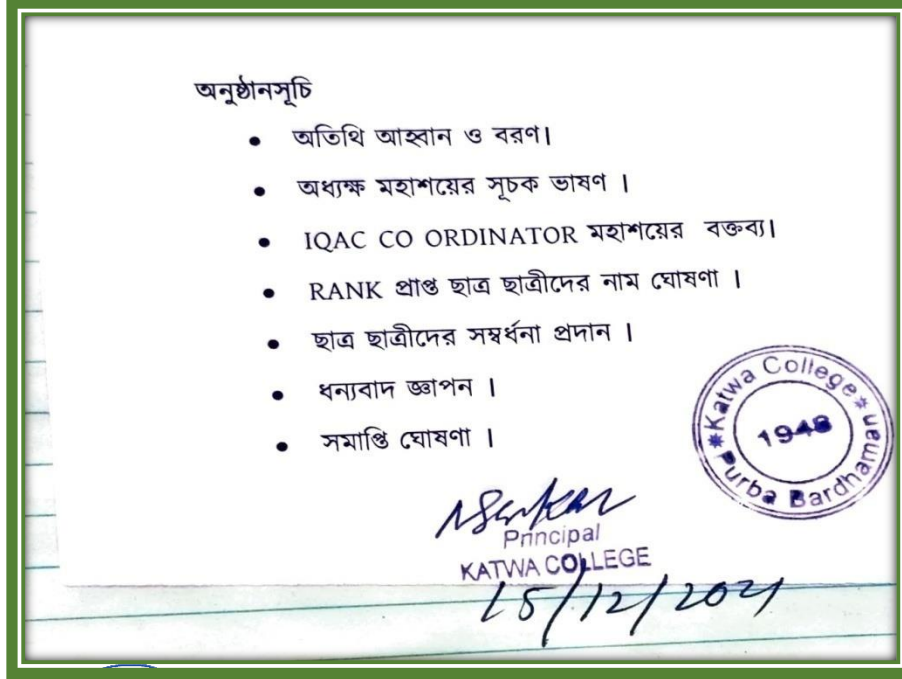 অনুষ্ঠানসূচি
• অতিথি আহ্বান ও বরণ।
• অধ্যক্ষ মহাশয়ের সূচক ভাষণ ।
• IQAC CO ORDINATOR মহাশয়ের বক্তব্য।
• RANK প্রাপ্ত ছাত্র ছাত্রীদের নাম ঘোষণা ।
• ছাত্র ছাত্রীদের সম্বর্ধনা প্রদান ।
• ধন্যবাদ জ্ঞাপন ।
• সমাপ্তি ঘোষণা ।
*Katwa College*
1948
Purba Bardhaman
NSarkar
Principal
KATWA COLLEGE
15/12/2021